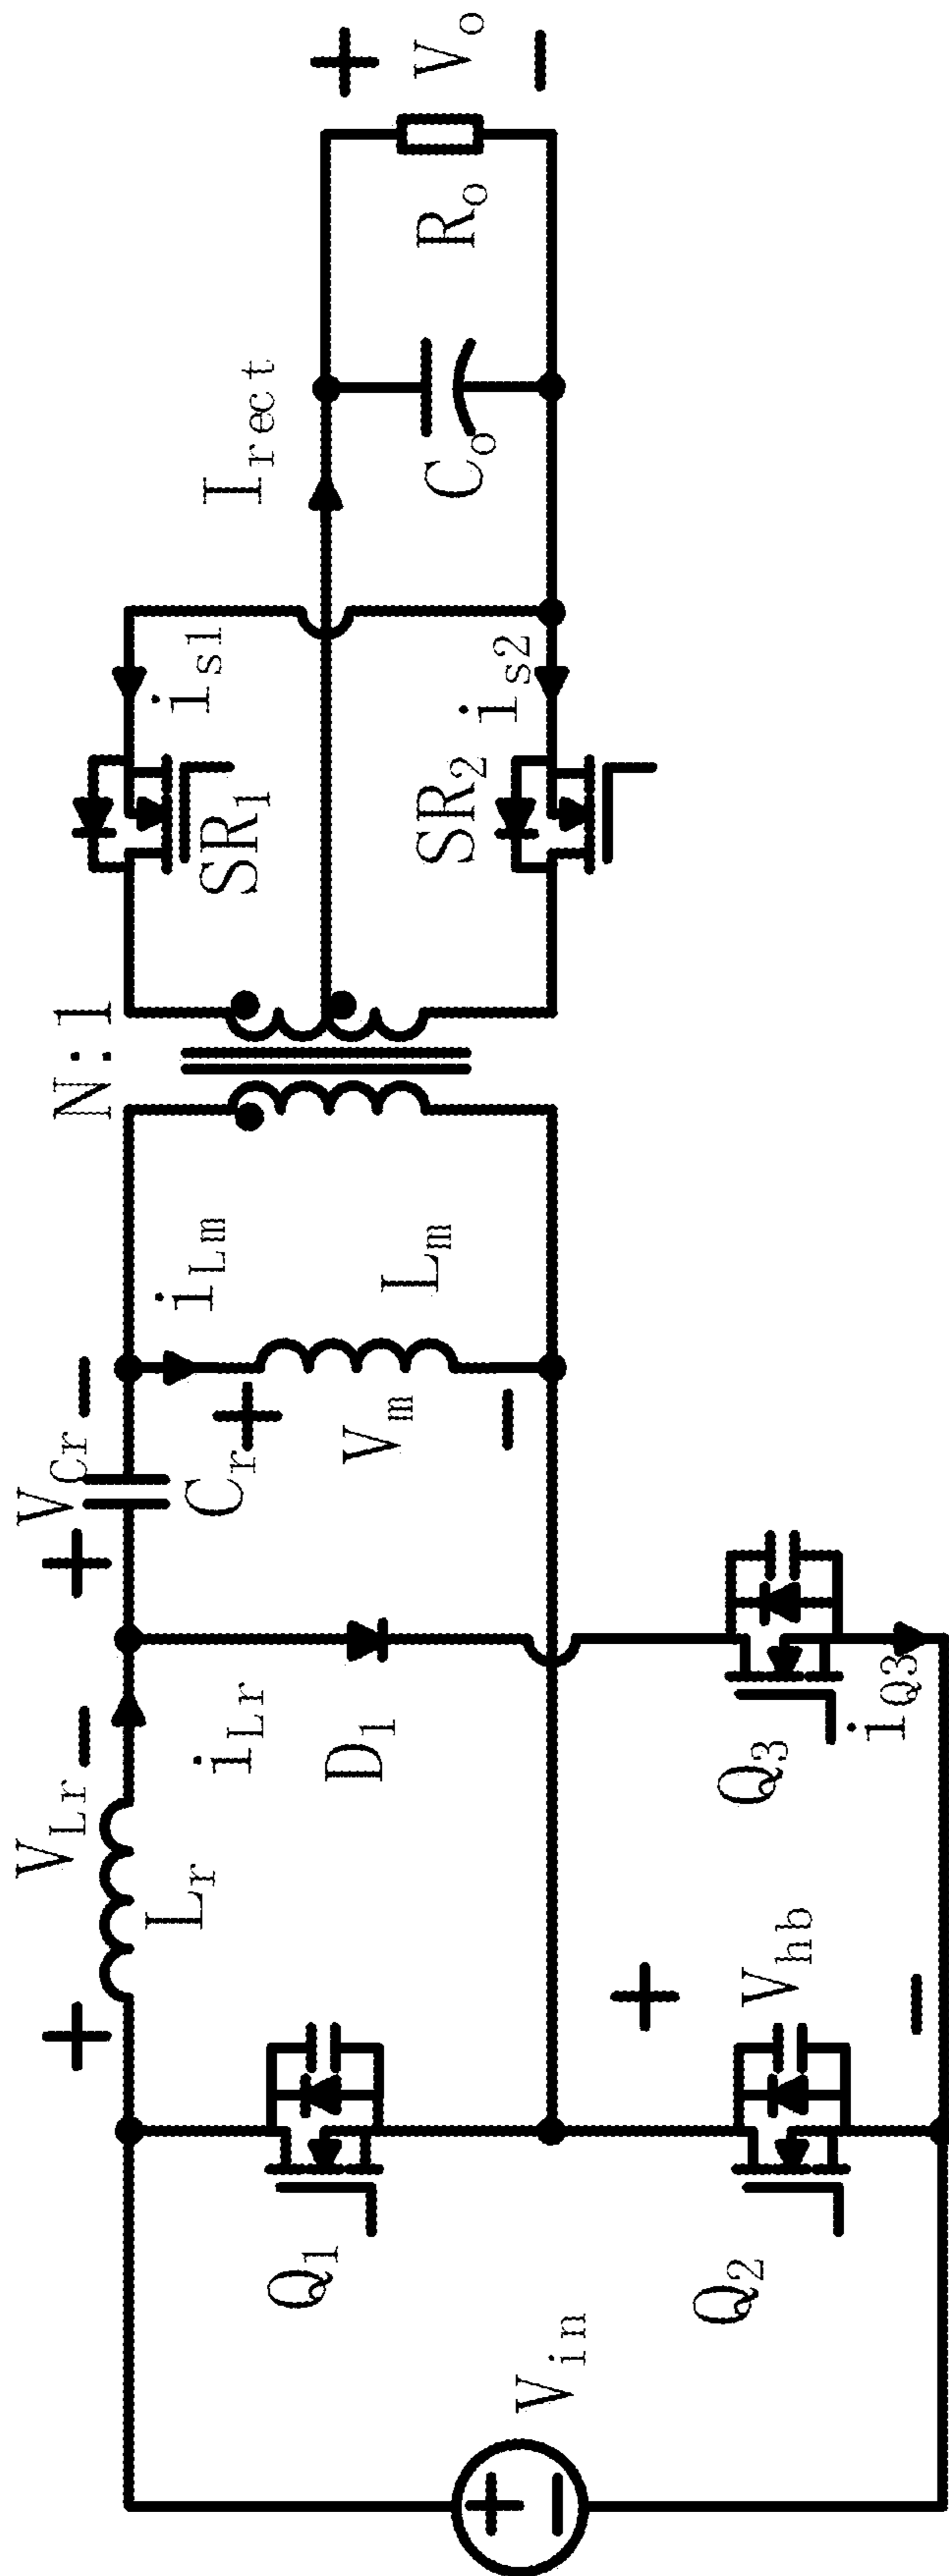 V_in
Q_1
Q_2
+
V_hb
−
+
V_Lr
−
L_r
i_Lr
D_1
Q_3
i_Q3
+
V_Cr
−
C_r
i_Lm
+
V_m
−
L_m
N:1
SR_1
i_s1
SR_2
i_s2
I_rect
C_o
R_o
+
V_o
−